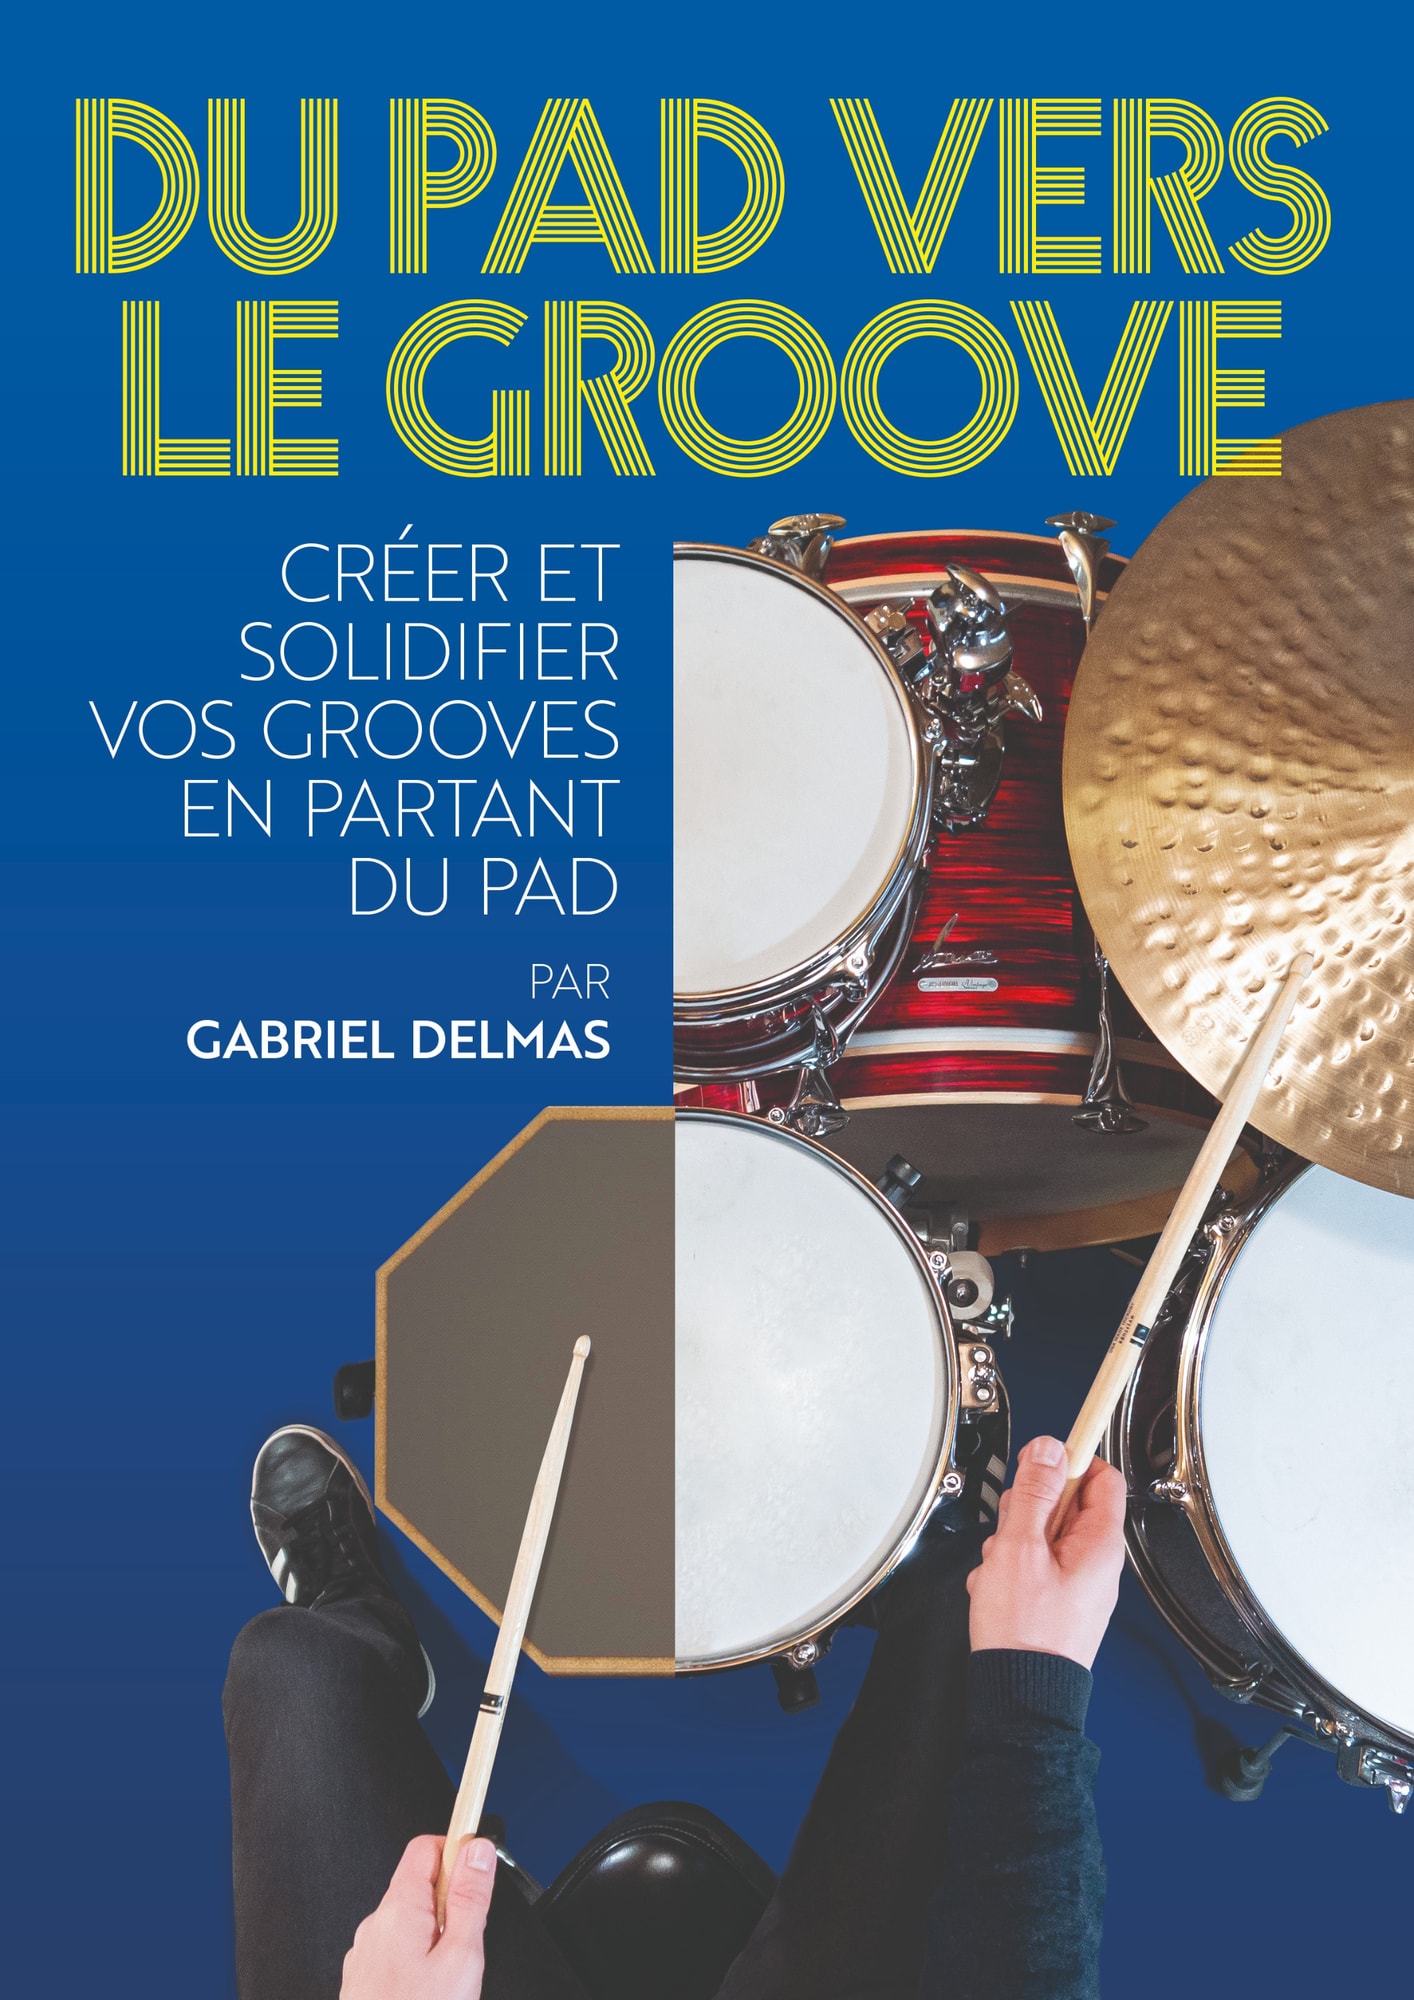 DU PAD VERS
LE GROOVE
CRÉER ET
SOLIDIFIER
VOS GROOVES
EN PARTANT
DU PAD
PAR
GABRIEL DELMAS